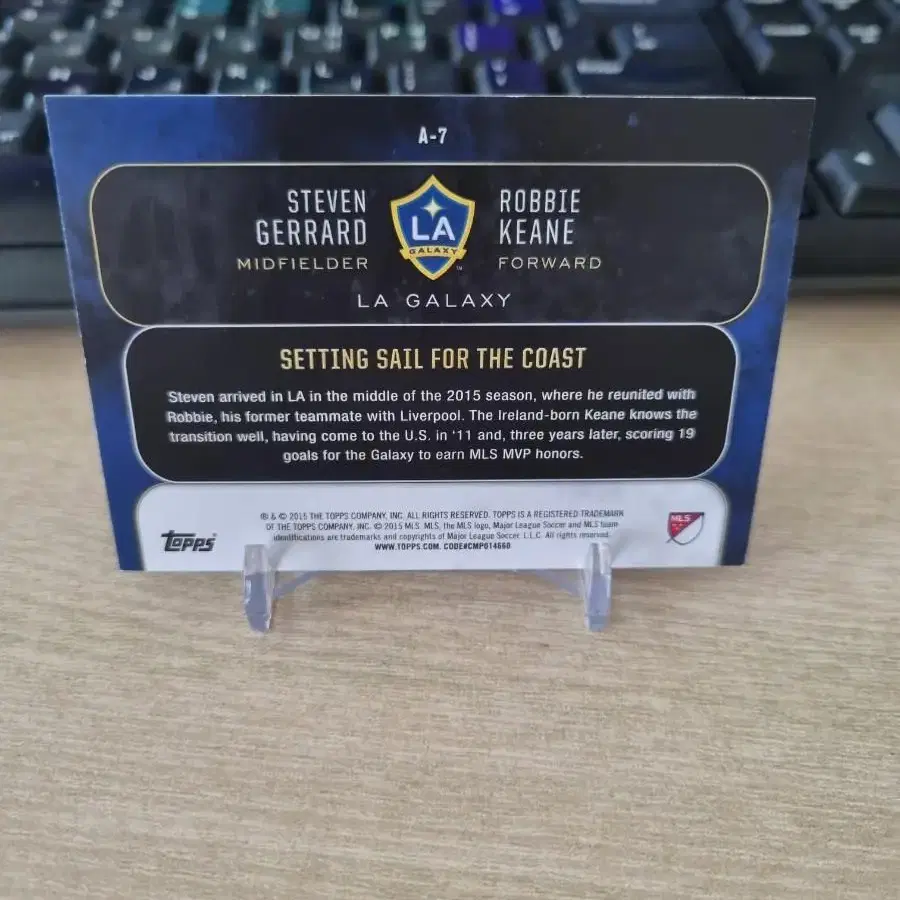 A-7
STEVEN GERRARD
MIDFIELDER
LA
GALAXY
™
ROBBIE KEANE
FORWARD
LA GALAXY
SETTING SAIL FOR THE COAST
Steven arrived in LA in the middle of the 2015 season, where he reunited with
Robbie, his former teammate with Liverpool. The Ireland-born Keane knows the
transition well, having come to the U.S. in ‘11 and, three years later, scoring 19
goals for the Galaxy to earn MLS MVP honors.
® & © 2015 THE TOPPS COMPANY, INC. ALL RIGHTS RESERVED. TOPPS IS A REGISTERED TRADEMARK
OF THE TOPPS COMPANY, INC. © 2015 MLS. MLS, the MLS logo, Major League Soccer and MLS team
identifications are trademarks and copyrights of Major League Soccer, L.L.C. All rights reserved.
WWW.TOPPS.COM. CODE#CMP014660
topps®
MLS